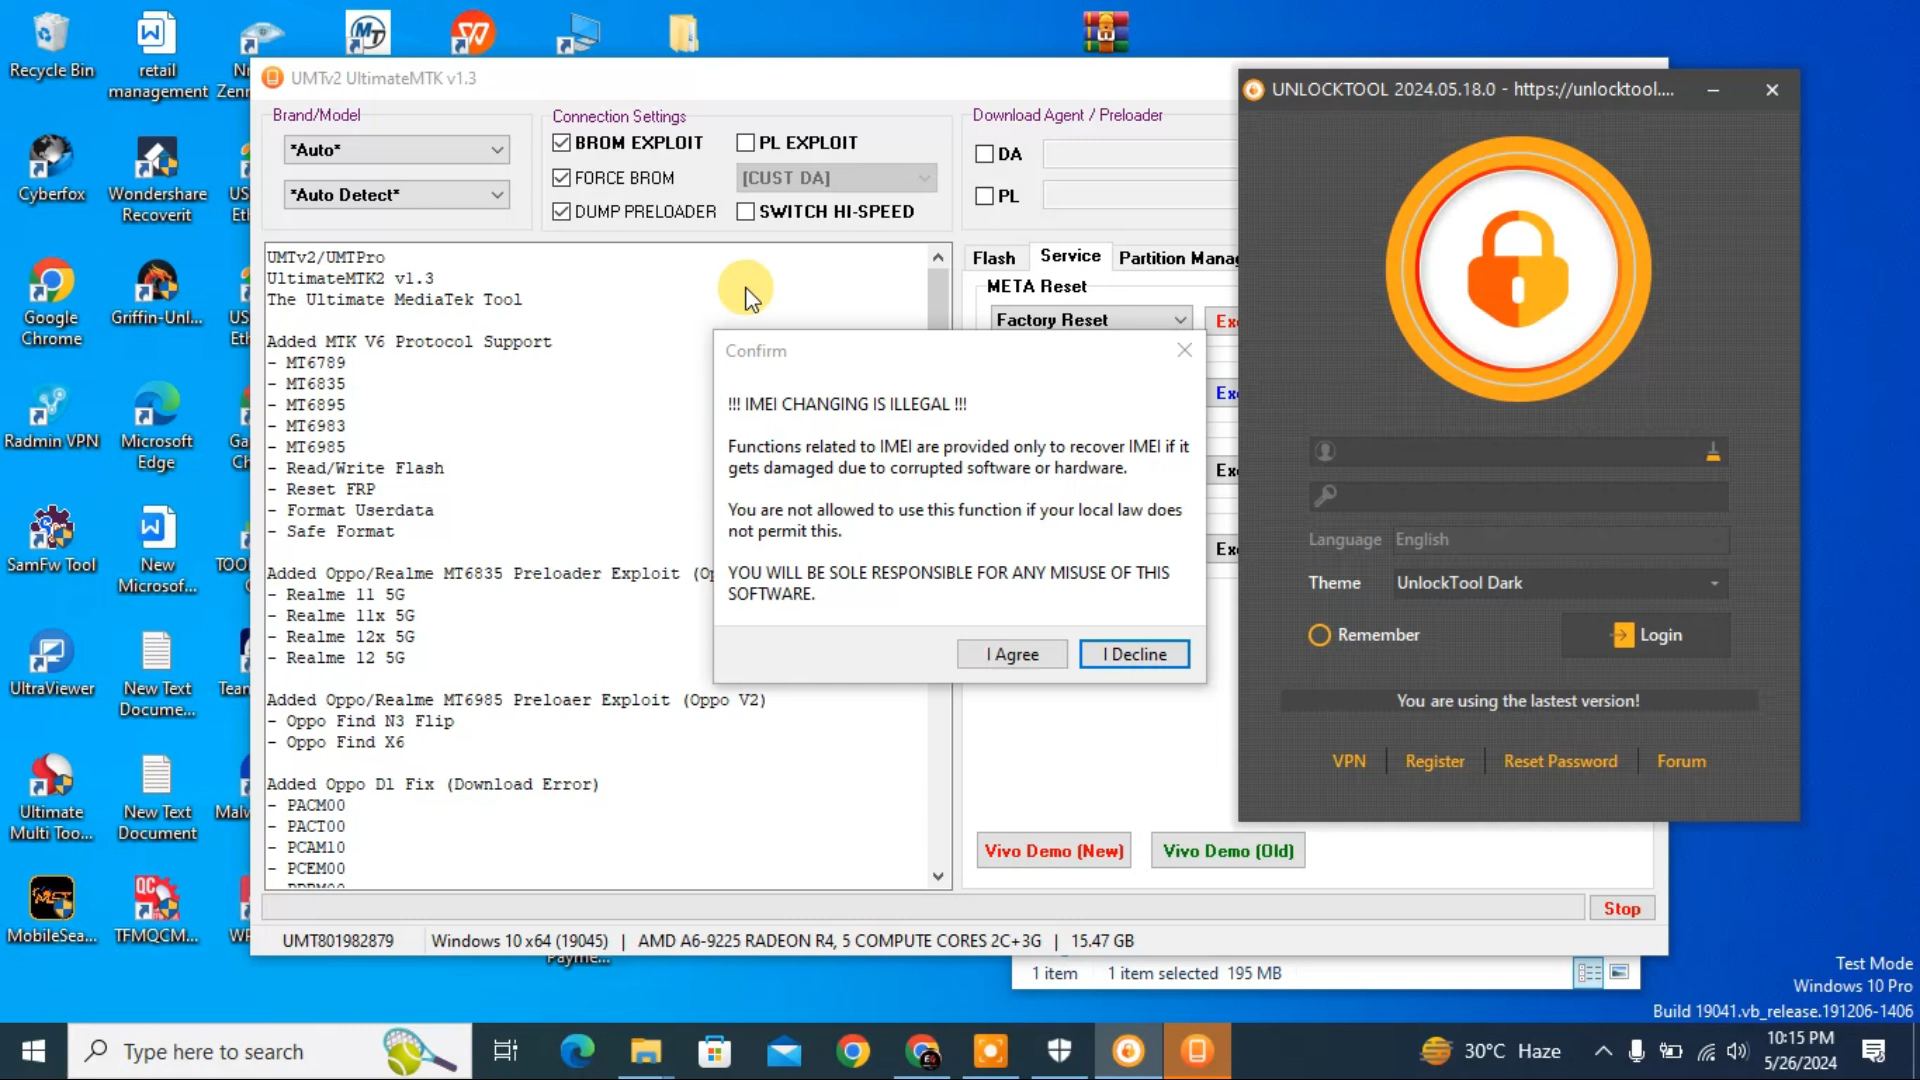 Recycle Bin
retail
management
Cyberfox
Wondershare
Recoverit
Google
Chrome
Griffin-Unl...
Radmin VPN
Microsoft
Edge
SamFw Tool
New
Microsof...
UltraViewer
New Text
Docume...
Ultimate
Multi Too...
New Text
Document
MobileSea...
TFMQCM...
UMTv2 UltimateMTK v1.3
Brand/Model
*Auto*
*Auto Detect*
Connection Settings
BROM EXPLOIT
PL EXPLOIT
FORCE BROM
[CUST DA]
DUMP PRELOADER
SWITCH HI-SPEED
Download Agent / Preloader
DA
PL
UMTv2/UMTPro
UltimateMTK2 v1.3
The Ultimate MediaTek Tool
Added MTK V6 Protocol Support
- MT6789
- MT6835
- MT6895
- MT6983
- MT6985
- Read/Write Flash
- Reset FRP
- Format Userdata
- Safe Format
Added Oppo/Realme MT6835 Preloader Exploit (Op
- Realme 11 5G
- Realme 11x 5G
- Realme 12x 5G
- Realme 12 5G
Added Oppo/Realme MT6985 Preloaer Exploit (Oppo V2)
- Oppo Find N3 Flip
- Oppo Find X6
Added Oppo Dl Fix (Download Error)
- PACM00
- PACT00
- PCAM10
- PCEM00
Flash
Service
Partition Manag
META Reset
Factory Reset
Exe
Confirm
!!! IMEI CHANGING IS ILLEGAL !!!
Functions related to IMEI are provided only to recover IMEI if it
gets damaged due to corrupted software or hardware.
You are not allowed to use this function if your local law does
not permit this.
YOU WILL BE SOLE RESPONSIBLE FOR ANY MISUSE OF THIS
SOFTWARE.
I Agree
I Decline
Vivo Demo (New)
Vivo Demo (Old)
Stop
UMT801982879
Windows 10 x64 (19045) | AMD A6-9225 RADEON R4, 5 COMPUTE CORES 2C+3G | 15.47 GB
1 item
1 item selected 195 MB
UNLOCKTOOL 2024.05.18.0 - https://unlocktool....
Language
English
Theme
UnlockTool Dark
Remember
Login
You are using the lastest version!
VPN
Register
Reset Password
Forum
Test Mode
Windows 10 Pro
Build 19041.vb_release.191206-1406
Type here to search
30°C Haze
10:15 PM
5/26/2024